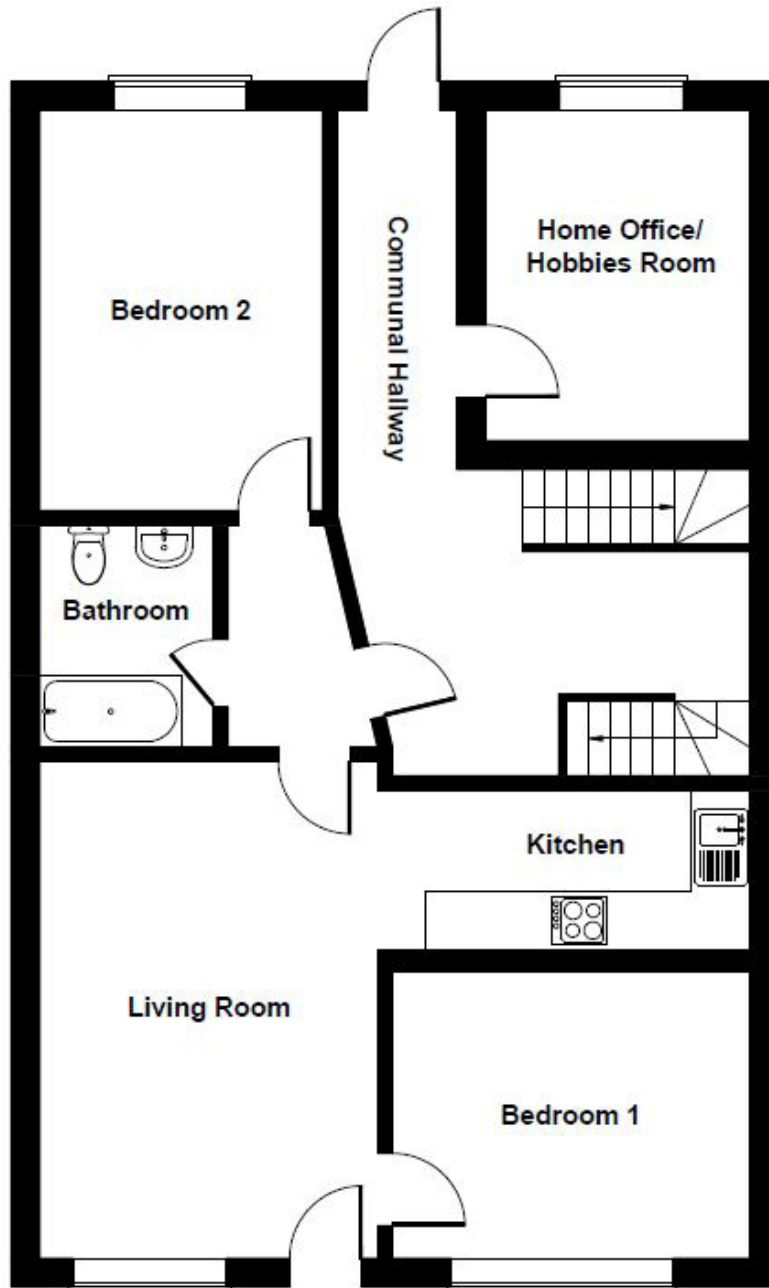 Home Office/
Hobbies Room
Communal Hallway
Bedroom 2
Bathroom
Kitchen
Living Room
Bedroom 1